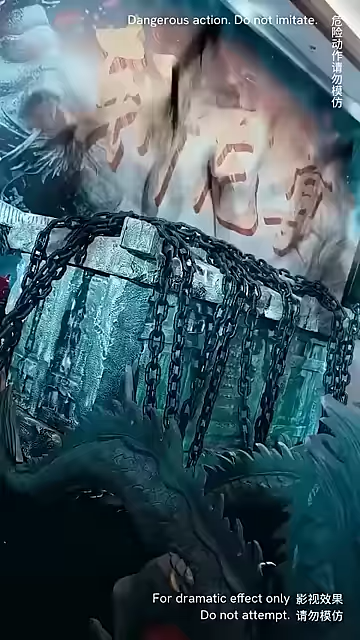 Dangerous action. Do not imitate.
危险动作请勿模仿
For dramatic effect only 影视效果
Do not attempt. 请勿模仿